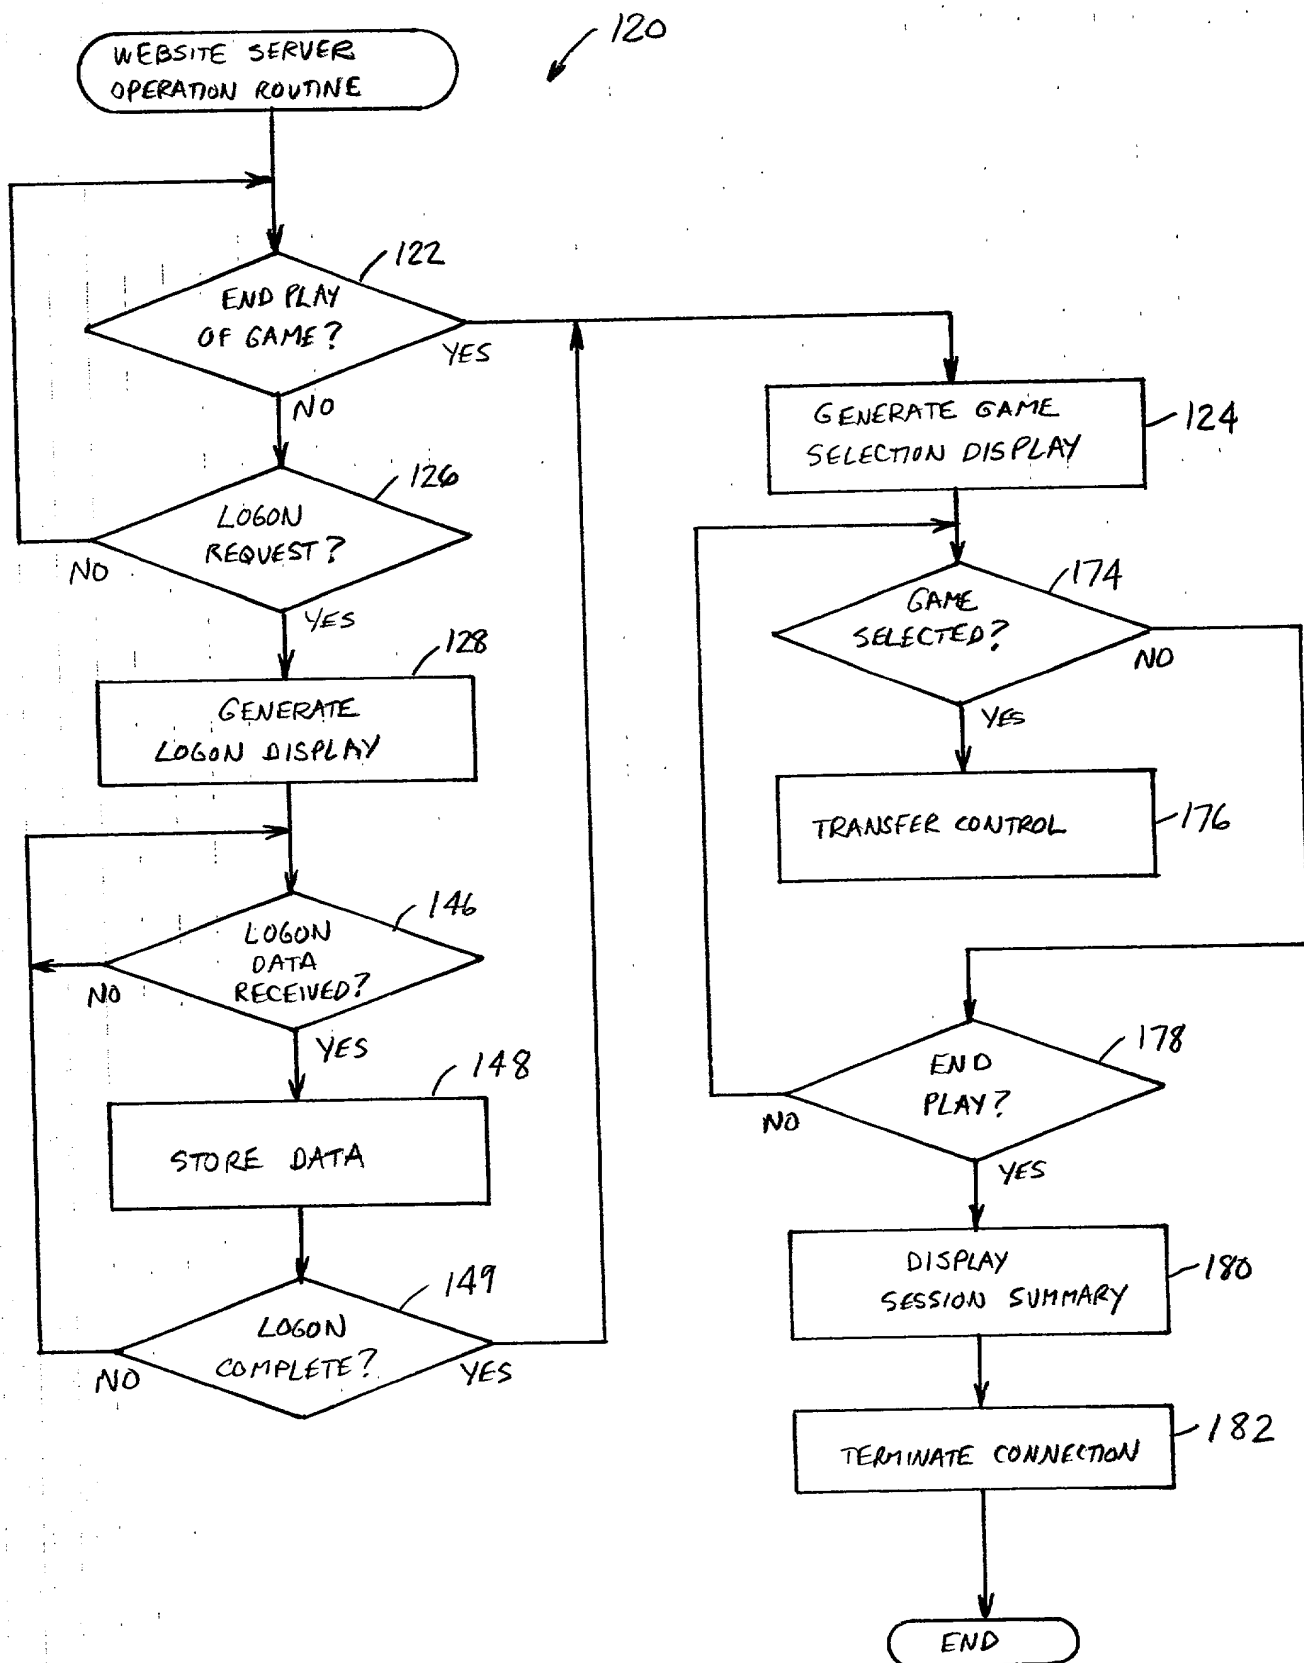 120
WEBSITE SERVER
OPERATION ROUTINE
122
END PLAY
OF GAME?
YES
NO
126
LOGON
REQUEST?
NO
YES
128
GENERATE
LOGON DISPLAY
146
LOGON
DATA
RECEIVED?
NO
YES
148
STORE DATA
149
LOGON
COMPLETE?
NO
YES
GENERATE GAME
SELECTION DISPLAY
124
174
GAME
SELECTED?
NO
YES
TRANSFER CONTROL
176
178
END
PLAY?
NO
YES
DISPLAY
SESSION SUMMARY
180
TERMINATE CONNECTION
182
END